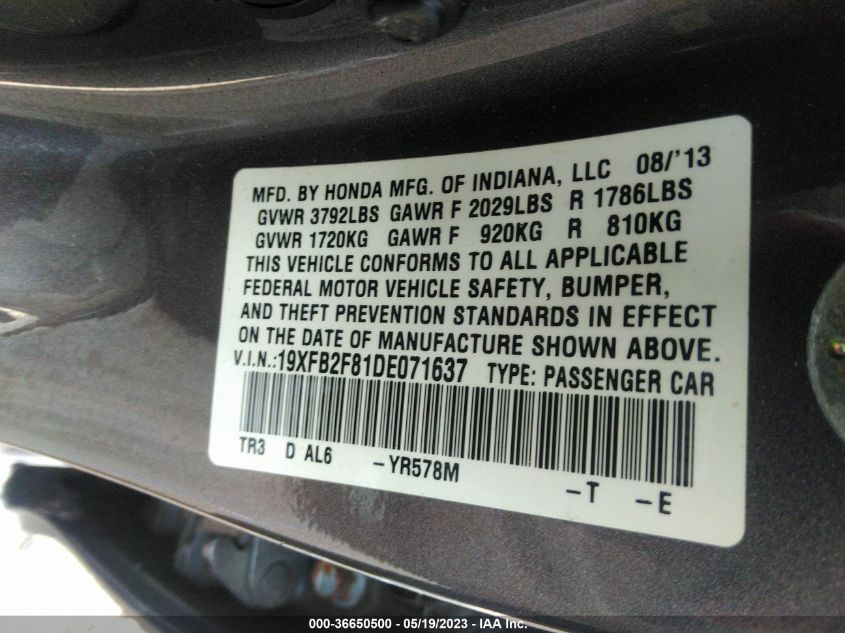 MFD. BY HONDA MFG. OF INDIANA, LLC 08/'13
GVWR 3792LBS GAWR F 2029LBS R 1786LBS
GVWR 1720KG GAWR F 920KG R 810KG
THIS VEHICLE CONFORMS TO ALL APPLICABLE
FEDERAL MOTOR VEHICLE SAFETY, BUMPER,
AND THEFT PREVENTION STANDARDS IN EFFECT
ON THE DATE OF MANUFACTURE SHOWN ABOVE.
V.I.N.:19XFB2F81DE071637 TYPE: PASSENGER CAR
TR3 D AL6 -YR578M -T -E
000-36650500 - 05/19/2023 - IAA Inc.